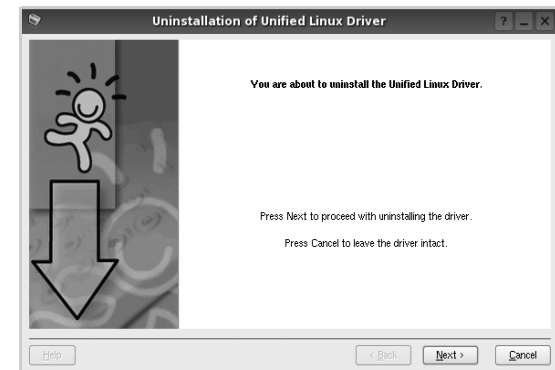 Uninstallation of Unified Linux Driver
You are about to uninstall the Unified Linux Driver.
Press Next to proceed with uninstalling the driver.
Press Cancel to leave the driver intact.
Help
< Back
Next >
Cancel